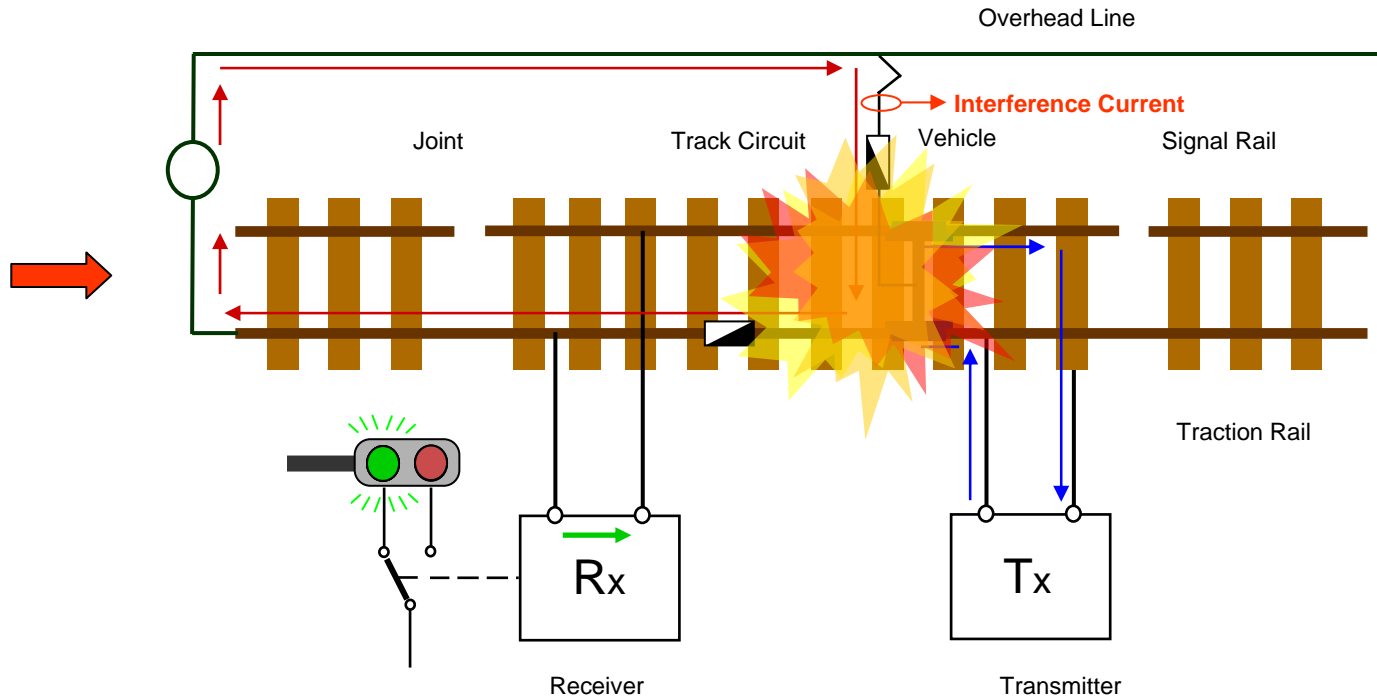 Overhead Line
Interference Current
Joint
Track Circuit
Vehicle
Signal Rail
Traction Rail
Rx
Tx
Receiver
Transmitter